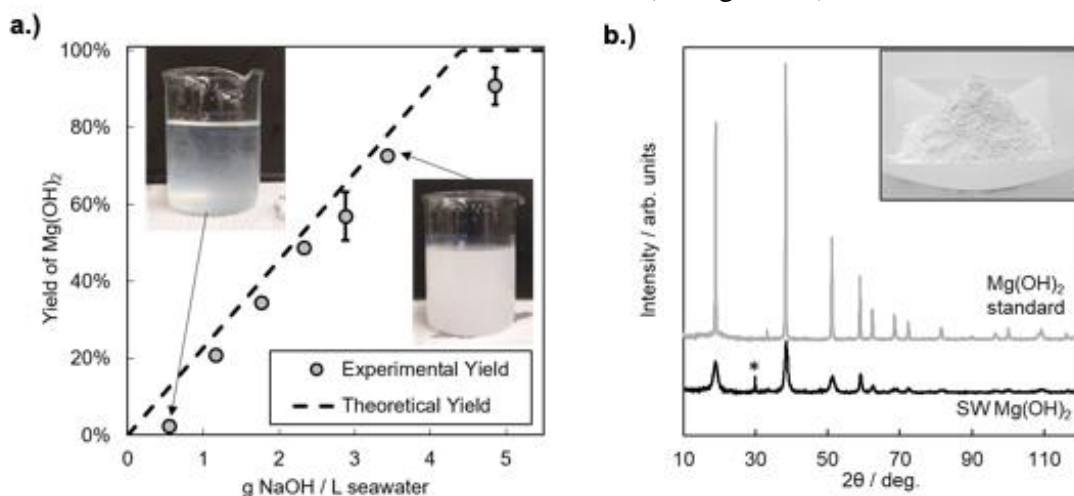 a.)
100%
80%
60%
40%
20%
0%
Yield of Mg(OH)2
Experimental Yield
Theoretical Yield
0 1 2 3 4 5
g NaOH / L seawater
b.)
Intensity / arb. units
Mg(OH)2
standard
*
SW Mg(OH)2
10 30 50 70 90 110
2θ / deg.